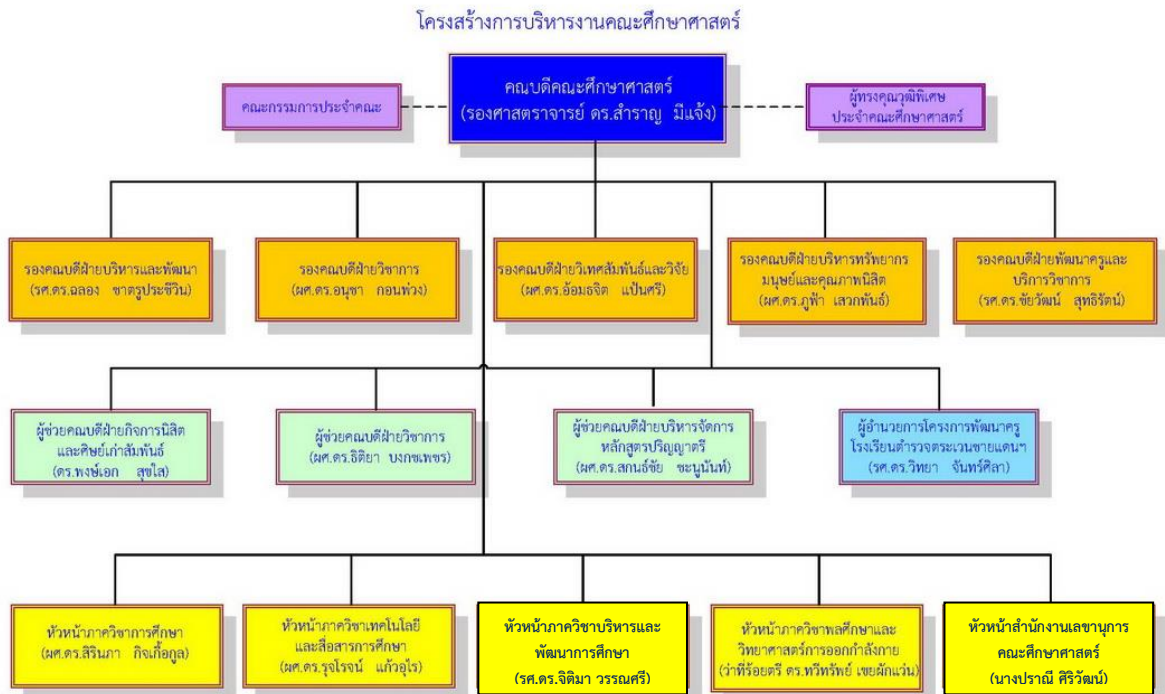 โครงสร้างการบริหารงานคณะศึกษาศาสตร์
คณบดีคณะศึกษาศาสตร์
(รองศาสตราจารย์ ดร.สำราญ มีแจ้ง)
คณะกรรมการประจำคณะ
ผู้ทรงคุณวุฒิพิเศษ
ประจำคณะศึกษาศาสตร์
รองคณบดีฝ่ายบริหารและพัฒนา
(รศ.ดร.ฉลอง ชาตรูประชีวิน)
รองคณบดีฝ่ายวิชาการ
(ผศ.ดร.อนุชา กอนพ่วง)
รองคณบดีฝ่ายวิเทศสัมพันธ์และวิจัย
(ผศ.ดร.อ้อมธจิต แป้นศรี)
รองคณบดีฝ่ายบริหารทรัพยากร
มนุษย์และคุณภาพนิสิต
(ผศ.ดร.ภูฟ้า เสวกพันธ์)
รองคณบดีฝ่ายพัฒนาครูและ
บริการวิชาการ
(รศ.ดร.ชัยวัฒน์ สุทธิรัตน์)
ผู้ช่วยคณบดีฝ่ายกิจการนิสิต
และศิษย์เก่าสัมพันธ์
(ดร.พงษ์เอก สุขใส)
ผู้ช่วยคณบดีฝ่ายวิชาการ
(ผศ.ดร.ธิติยา บงกชเพชร)
ผู้ช่วยคณบดีฝ่ายบริหารจัดการ
หลักสูตรปริญญาตรี
(ผศ.ดร.สกนธ์ชัย ชะนูนันท์)
ผู้อำนวยการโครงการพัฒนาครู
โรงเรียนตำรวจตระเวนชายแดนฯ
(รศ.ดร.วิทยา จันทร์ศิลา)
หัวหน้าภาควิชาการศึกษา
(ผศ.ดร.สิรินภา กิจเกื้อกูล)
หัวหน้าภาควิชาเทคโนโลยี
และสื่อสารการศึกษา
(ผศ.ดร.รุจโรจน์ แก้วอุไร)
หัวหน้าภาควิชาบริหารและ
พัฒนาการศึกษา
(รศ.ดร.จิติมา วรรณศรี)
หัวหน้าภาควิชาพลศึกษาและ
วิทยาศาสตร์การออกกำลังกาย
(ว่าที่ร้อยตรี ดร.ทวีทรัพย์ เขยผักแว่น)
หัวหน้าสำนักงานเลขานุการ
คณะศึกษาศาสตร์
(นางปราณี ศิริวัฒน์)